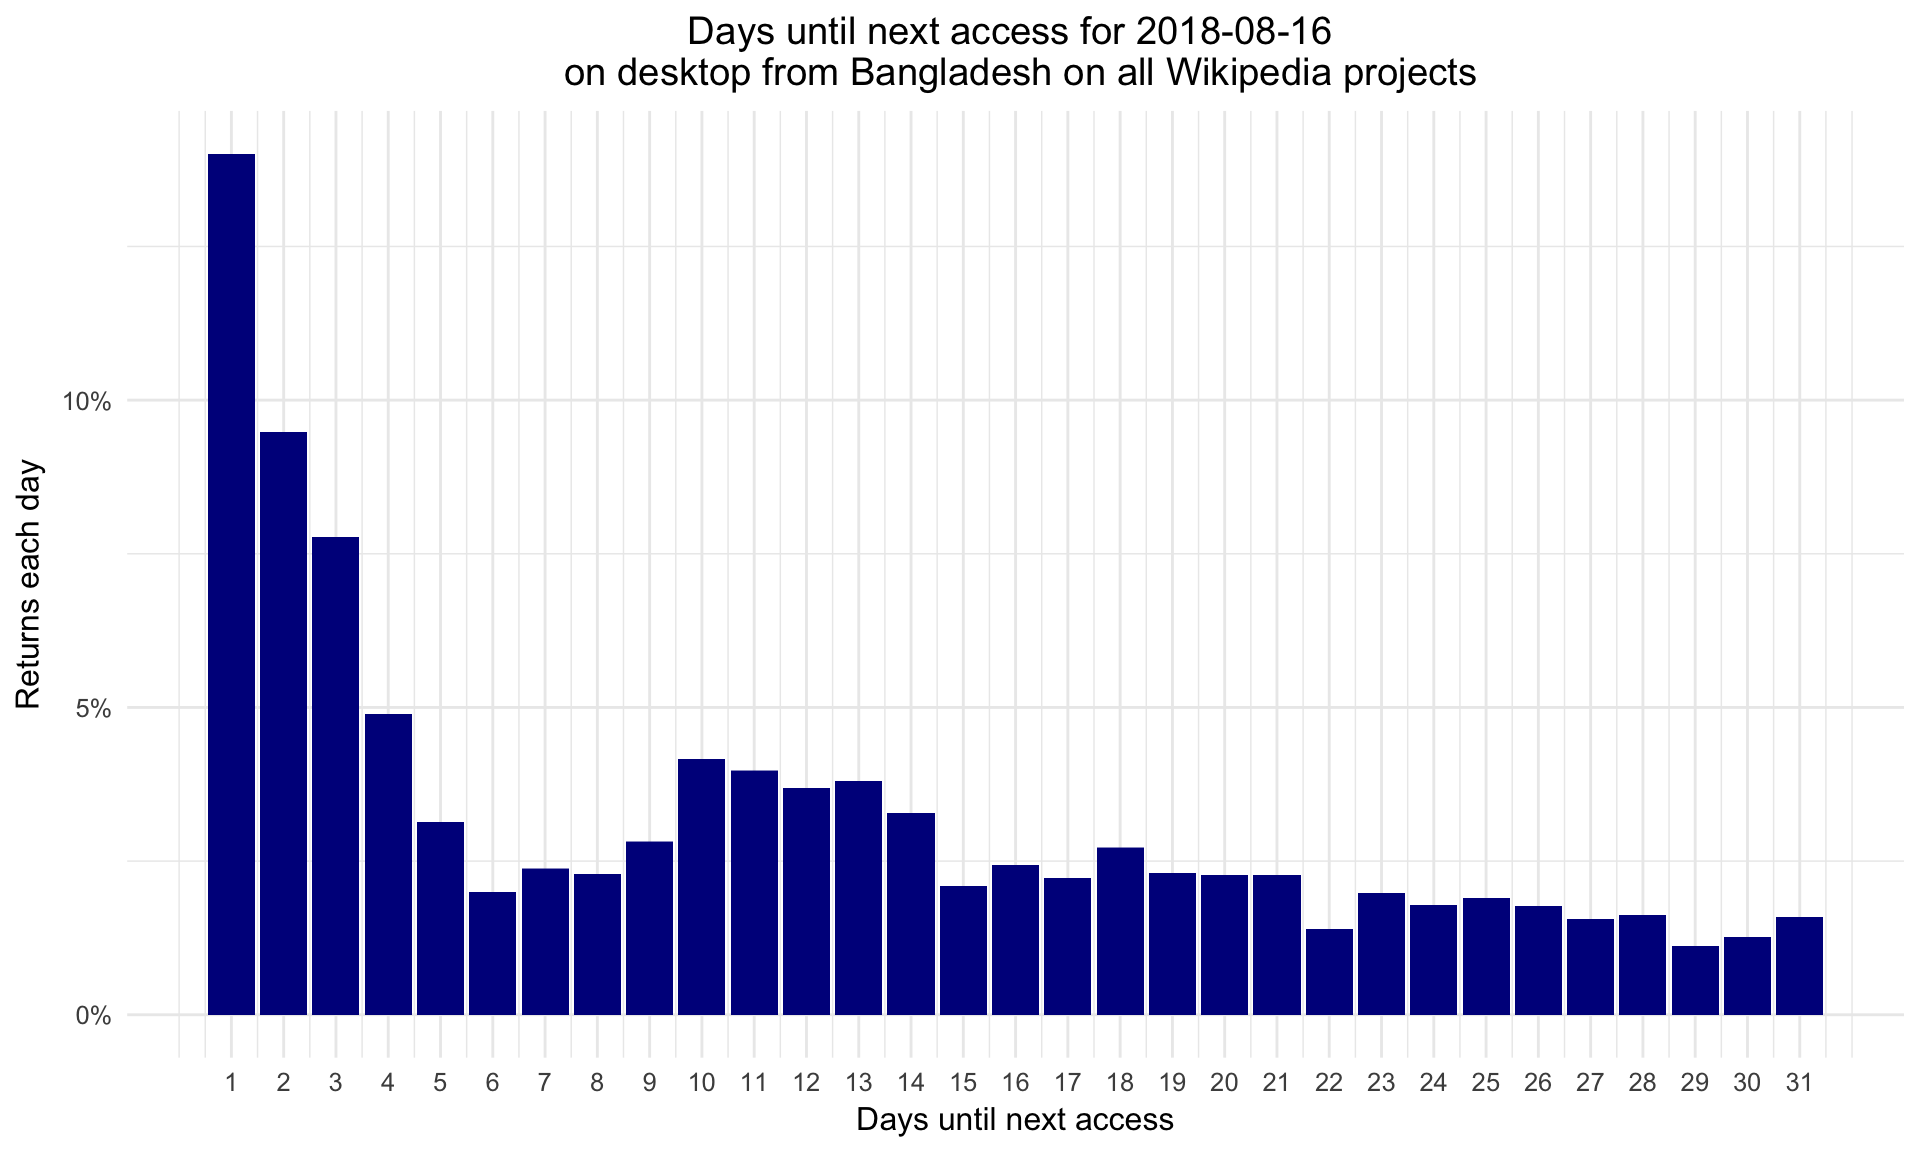 Days until next access for 2018-08-16
on desktop from Bangladesh on all Wikipedia projects
Returns each day
10%
5%
0%
1 2 3 4 5 6 7 8 9 10 11 12 13 14 15 16 17 18 19 20 21 22 23 24 25 26 27 28 29 30 31
Days until next access